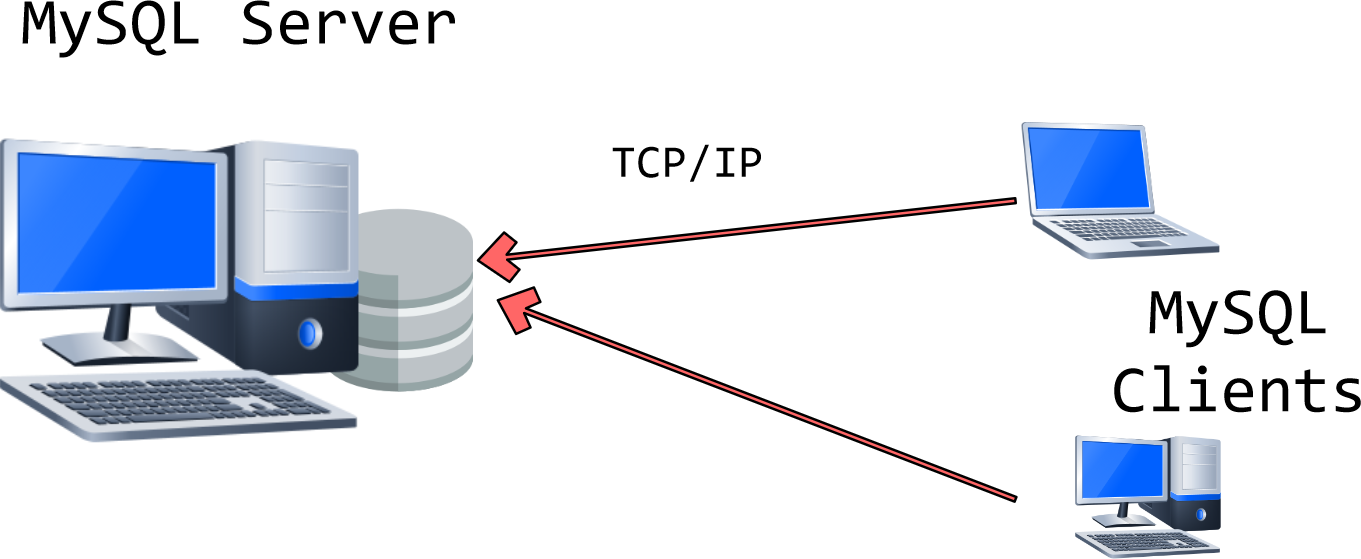 MySQL Server
TCP/IP
MySQL
Clients